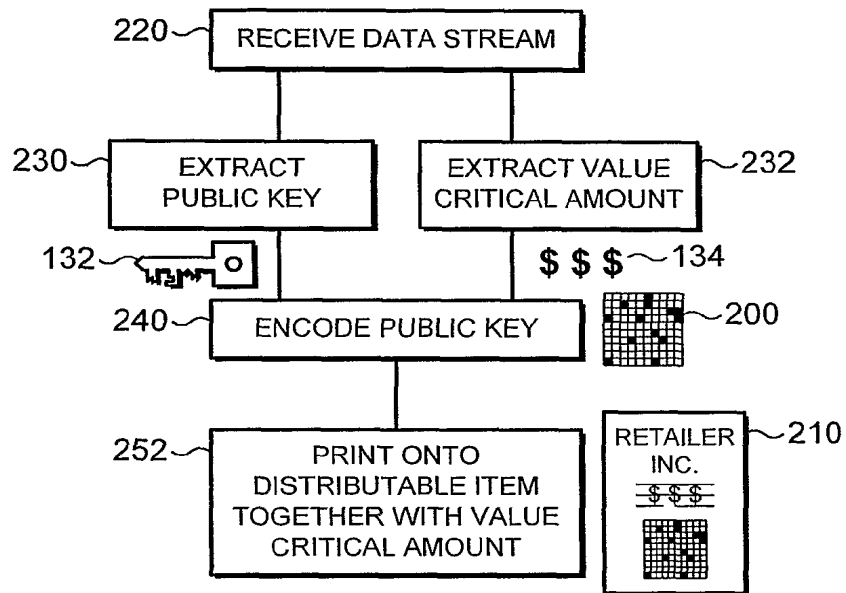 220
RECEIVE DATA STREAM
230
EXTRACT
PUBLIC KEY
EXTRACT VALUE
CRITICAL AMOUNT
232
132
$ $ $
134
240
ENCODE PUBLIC KEY
200
252
PRINT ONTO
DISTRIBUTABLE ITEM
TOGETHER WITH VALUE
CRITICAL AMOUNT
RETAILER
INC.
$ $ $
210